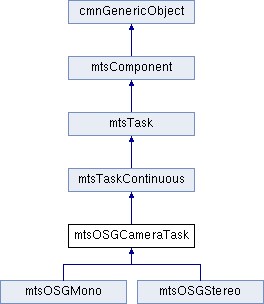 cmnGenericObject
mtsComponent
mtsTask
mtsTaskContinuous
mtsOSGCameraTask
mtsOSGMono
mtsOSGStereo